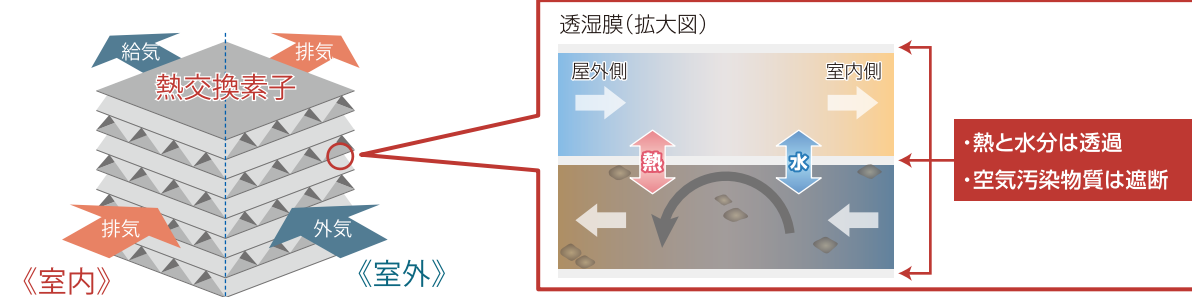 給気
排気
熱交換素子
排気
外気
《室内》
《室外》
透湿膜（拡大図）
屋外側
室内側
熱
水
・熱と水分は透過
・空気汚染物質は遮断